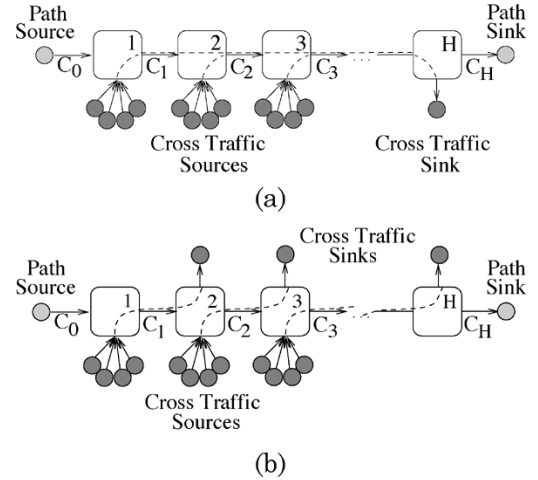 Path
Source
Path
Sink
1
2
3
H
C0
C1
C2
C3
...
CH
Cross Traffic
Sources
Cross Traffic
Sink
(a)
Cross Traffic
Sinks
Path
Source
Path
Sink
1
2
3
H
C0
C1
C2
C3
...
CH
Cross Traffic
Sources
(b)